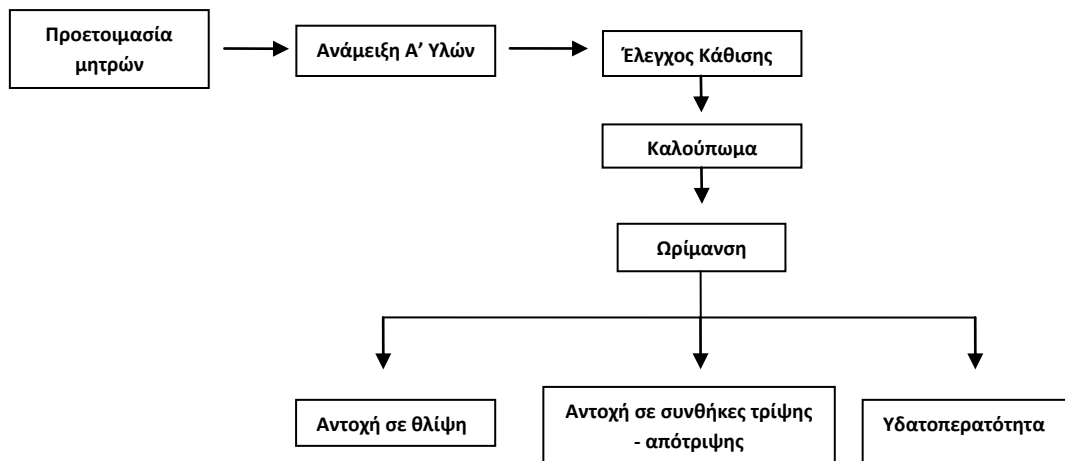 Προετοιμασία
μητρών
Ανάμειξη Α’ Υλών
Έλεγχος Κάθισης
Καλούπωμα
Ωρίμανση
Αντοχή σε θλίψη
Αντοχή σε συνθήκες τρίψης
- απότριψης
Υδατοπερατότητα